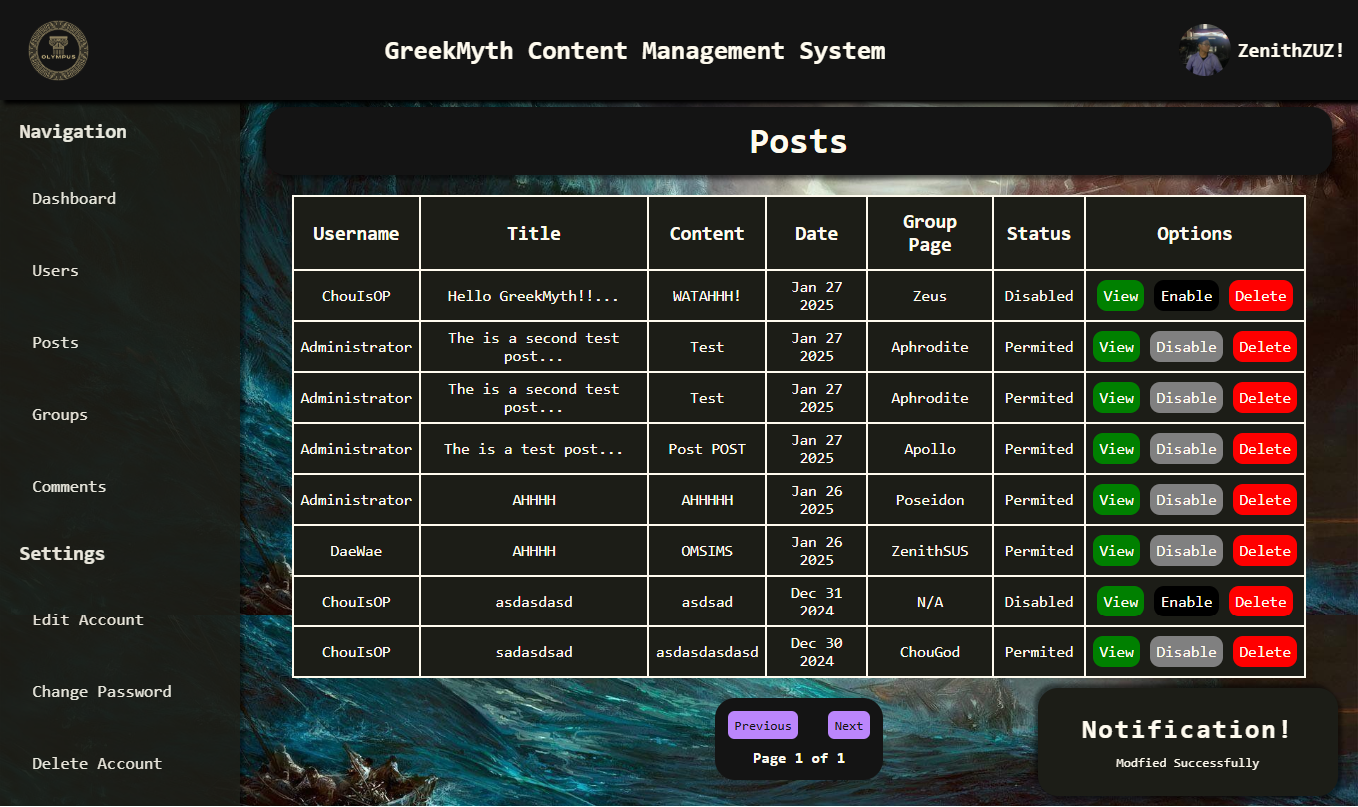 OLYMPUS
GreekMyth Content Management System
ZenithZUZ!
Navigation
Dashboard
Users
Posts
Groups
Comments
Settings
Edit Account
Change Password
Delete Account
Posts
Username Title Content Date Group Page Status Options
ChouIsOP Hello GreekMyth!!... WATAHHH! Jan 27 2025 Zeus Disabled View Enable Delete
Administrator The is a second test post... Test Jan 27 2025 Aphrodite Permited View Disable Delete
Administrator The is a second test post... Test Jan 27 2025 Aphrodite Permited View Disable Delete
Administrator The is a test post... Post POST Jan 27 2025 Apollo Permited View Disable Delete
Administrator AHHHH AHHHHH Jan 26 2025 Poseidon Permited View Disable Delete
DaeWae AHHHH OMSIMS Jan 26 2025 ZenithSUS Permited View Disable Delete
ChouIsOP asdasdasd asdsad Dec 31 2024 N/A Disabled View Enable Delete
ChouIsOP sadasdsad asdasdasdasd Dec 30 2024 ChouGod Permited View Disable Delete
Previous Next
Page 1 of 1
Notification!
Modfied Successfully